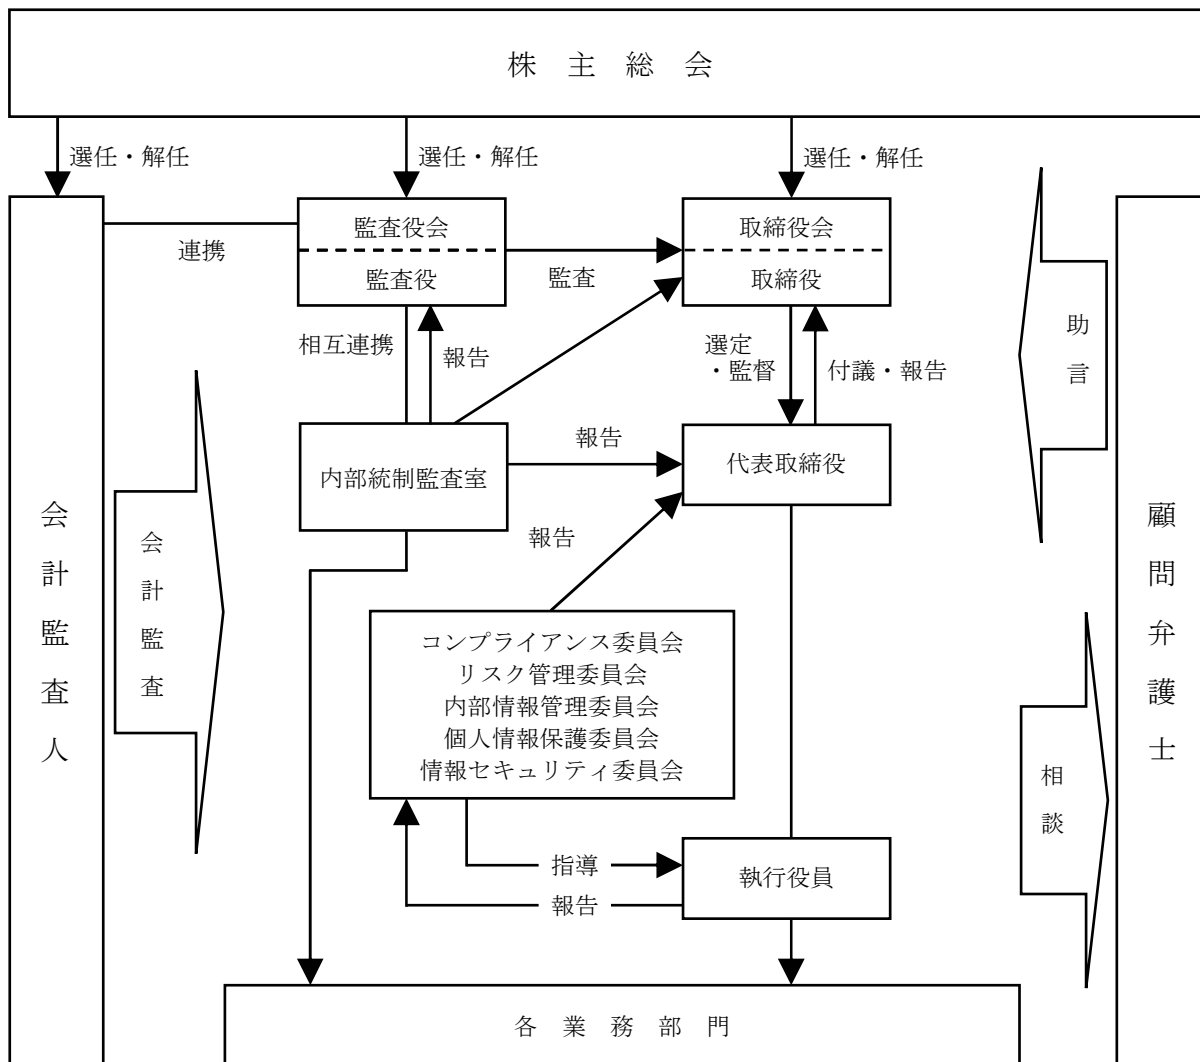 株 主 総 会
選任・解任
選任・解任
選任・解任
監査役会
監査役
取締役会
取締役
連携
監査
相互連携
報告
選定
・監督
付議・報告
助言
内部統制監査室
報告
代表取締役
報告
会計監査人
会計監査
顧問弁護士
コンプライアンス委員会
リスク管理委員会
内部情報管理委員会
個人情報保護委員会
情報セキュリティ委員会
相談
指導
報告
執行役員
各 業 務 部 門